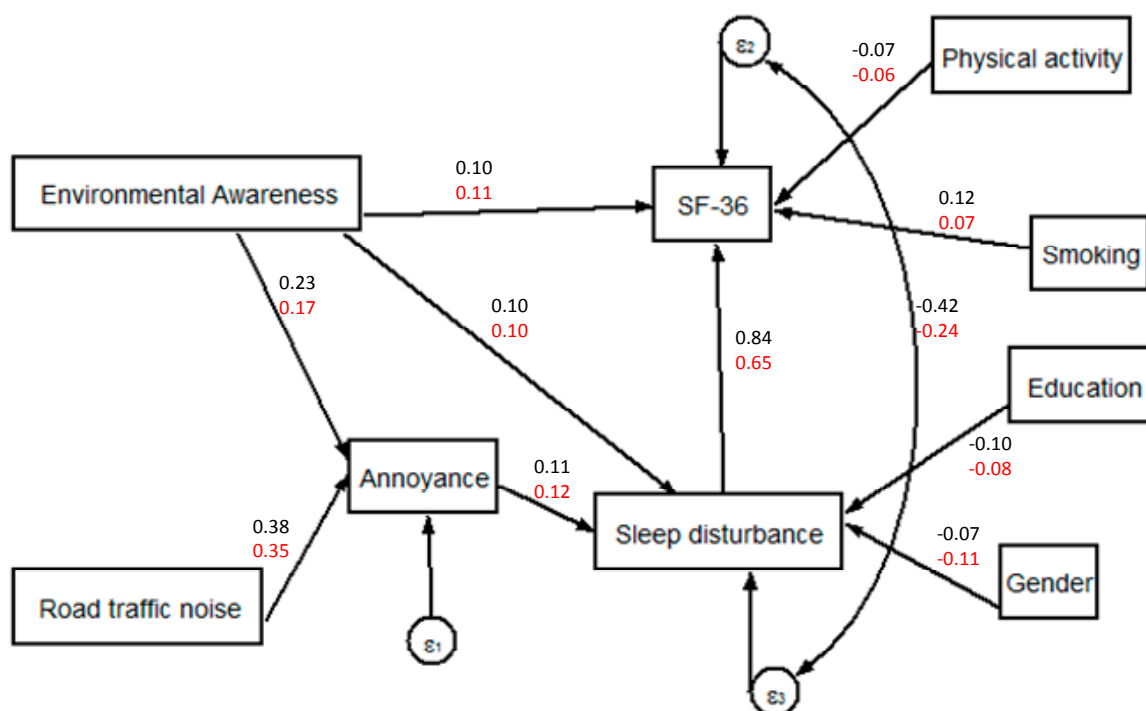 ε2
-0.07
-0.06
Physical activity
Environmental Awareness
0.10
0.11
SF-36
0.12
0.07
Smoking
0.23
0.17
0.10
0.10
0.84
0.65
-0.42
-0.24
Education
-0.10
-0.08
Annoyance
0.11
0.12
Sleep disturbance
0.38
0.35
-0.07
-0.11
Gender
Road traffic noise
ε1
ε3